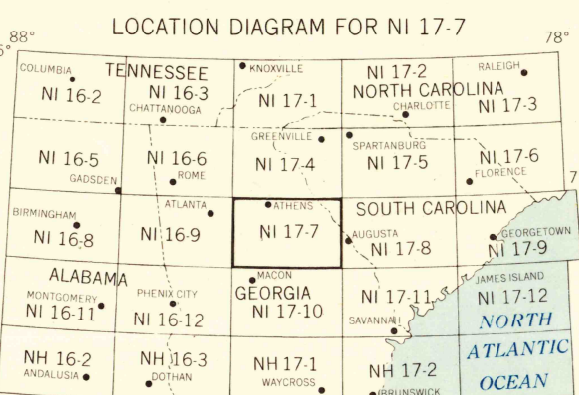 LOCATION DIAGRAM FOR NI 17-7
88°
78°
COLUMBIA
TENNESSEE
KNOXVILLE
NI 17-2
RALEIGH
NI 16-2
NI 16-3
NI 17-1
NORTH CAROLINA
NI 17-3
CHATTANOOGA
CHARLOTTE
GREENVILLE
SPARTANBURG
NI 16-5
NI 16-6
NI 17-4
NI 17-5
NI 17-6
GADSDEN
ROME
FLORENCE
BIRMINGHAM
ATLANTA
ATHENS
SOUTH CAROLINA
NI 16-8
NI 16-9
NI 17-7
AUGUSTA
NI 17-8
GEORGETOWN
NI 17-9
ALABAMA
MACON
JAMES ISLAND
MONTGOMERY
PHENIX CITY
GEORGIA
NI 17-11
NI 17-12
NI 16-11
NI 16-12
NI 17-10
SAVANNAH
NORTH
ATLANTIC
OCEAN
NH 16-2
NH 16-3
NH 17-1
NH 17-2
ANDALUSIA
DOTHAN
WAYCROSS
BRUNSWICK